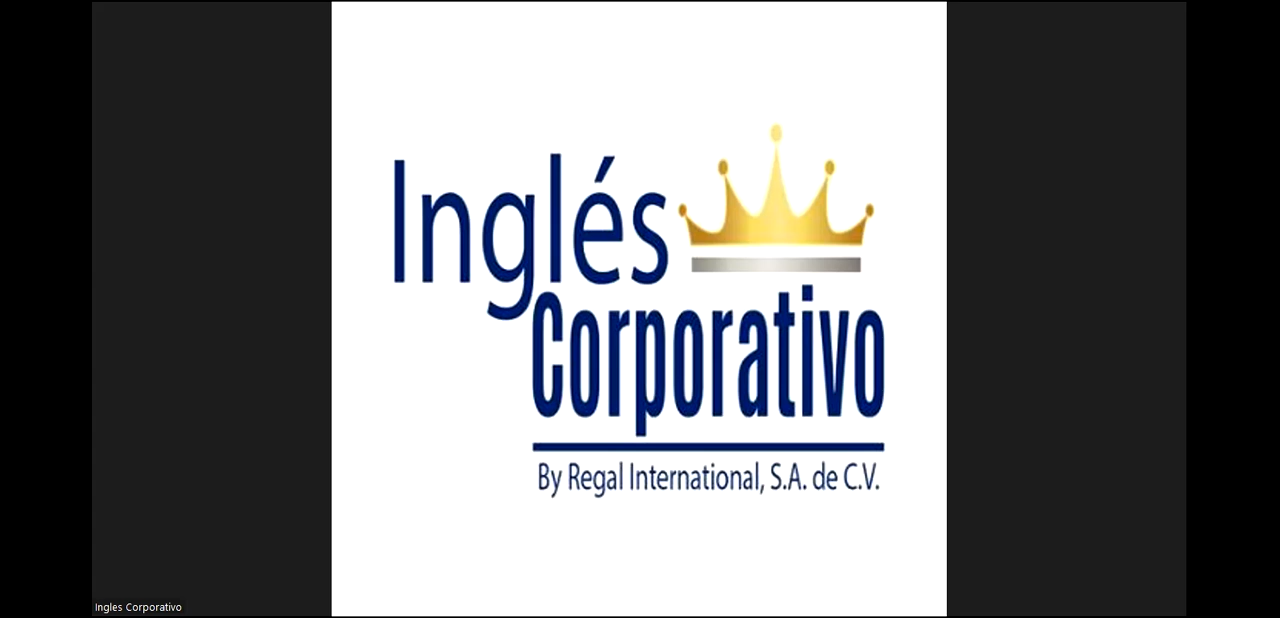 Inglés
Corporativo
By Regal International, S.A. de C.V.
Ingles Corporativo